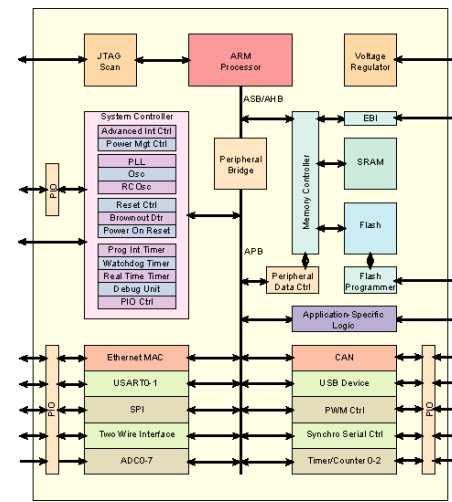 JTAG
Scan
ARM
Processor
Voltage
Regulator
ASB/AHB
System Controller
Advanced Int Ctrl
Power Mgt Ctrl
PLL
Osc
RC Osc
Reset Ctrl
Brownout Dtr
Power On Reset
Prog Int Timer
Watchdog Timer
Real Time Timer
Debug Unit
PIO Ctrl
PIO
Peripheral
Bridge
APB
Memory Controller
EBI
SRAM
Flash
Peripheral
Data Ctrl
Flash
Programmer
Application-Specific
Logic
PIO
Ethernet MAC
USART0-1
SPI
Two Wire Interface
ADC0-7
CAN
USB Device
PWM Ctrl
Synchro Serial Ctrl
Timer/Counter 0-2
PIO